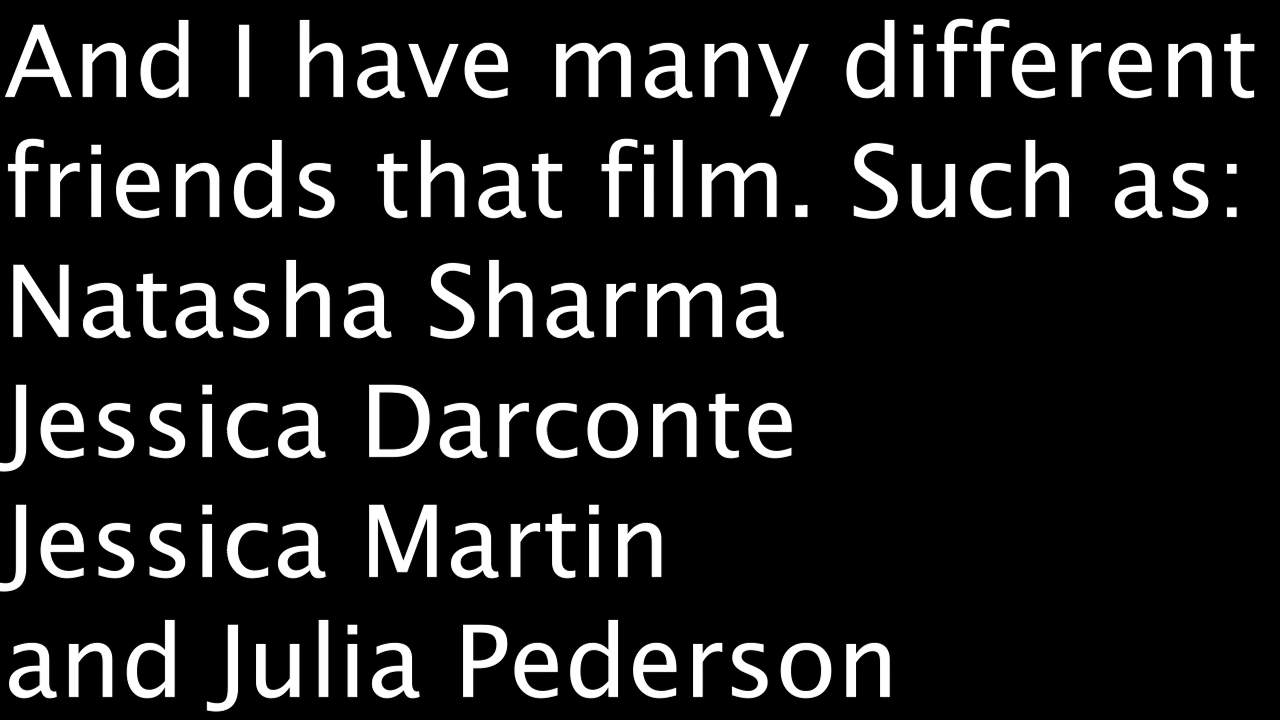 And I have many different
friends that film. Such as:
Natasha Sharma
Jessica Darconte
Jessica Martin
and Julia Pederson